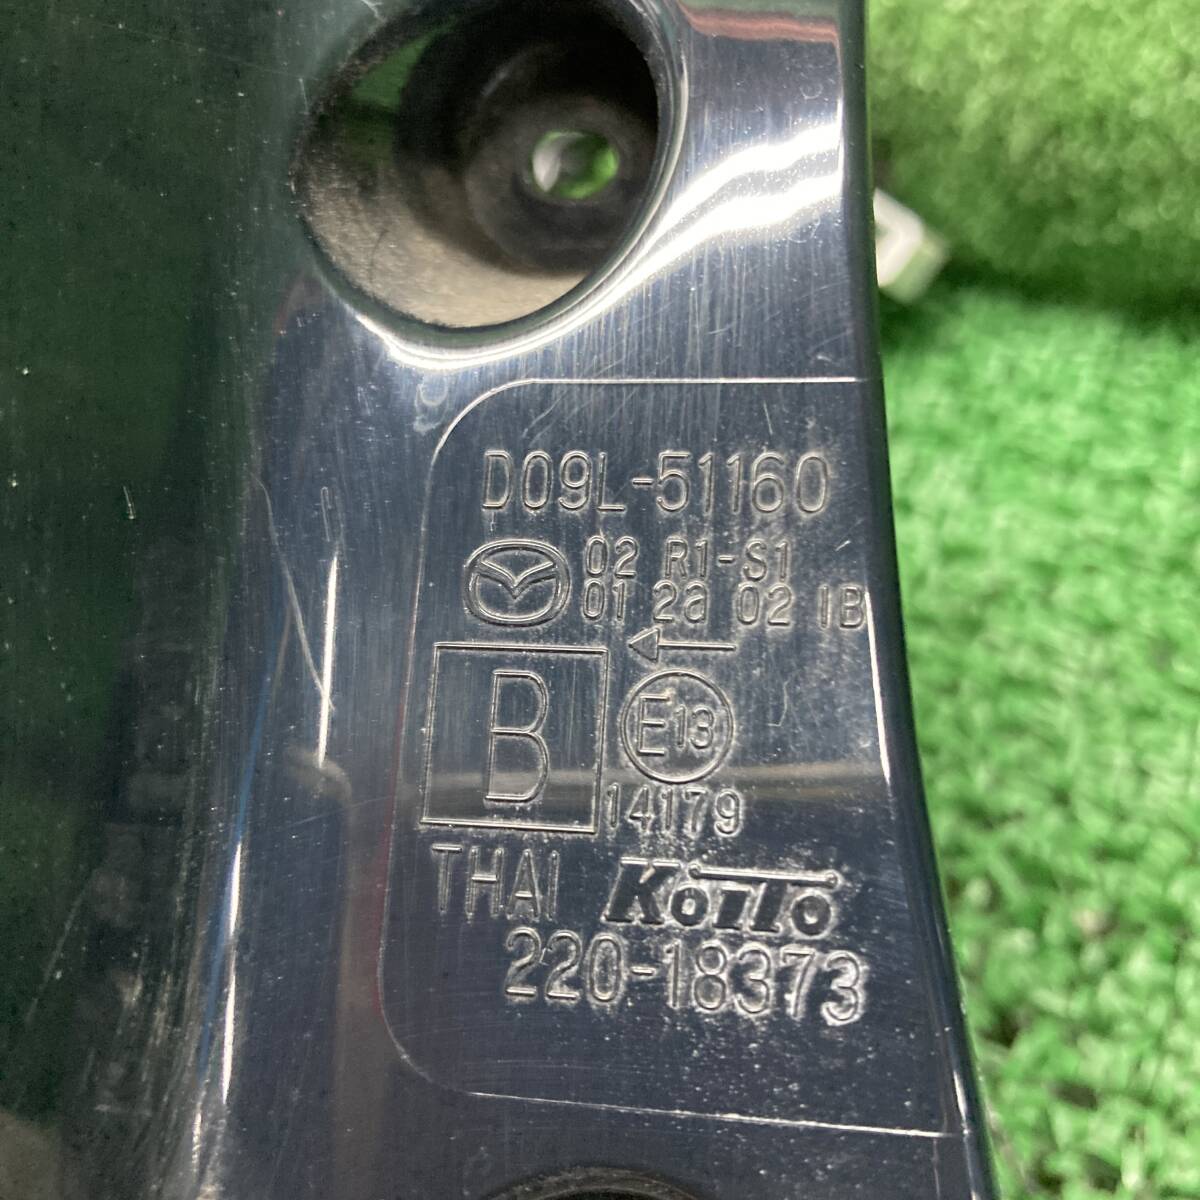 D09L-51160
02 R1-S1
01 2a 02 IB
B
E13
14179
THAI KOITO
220-18373